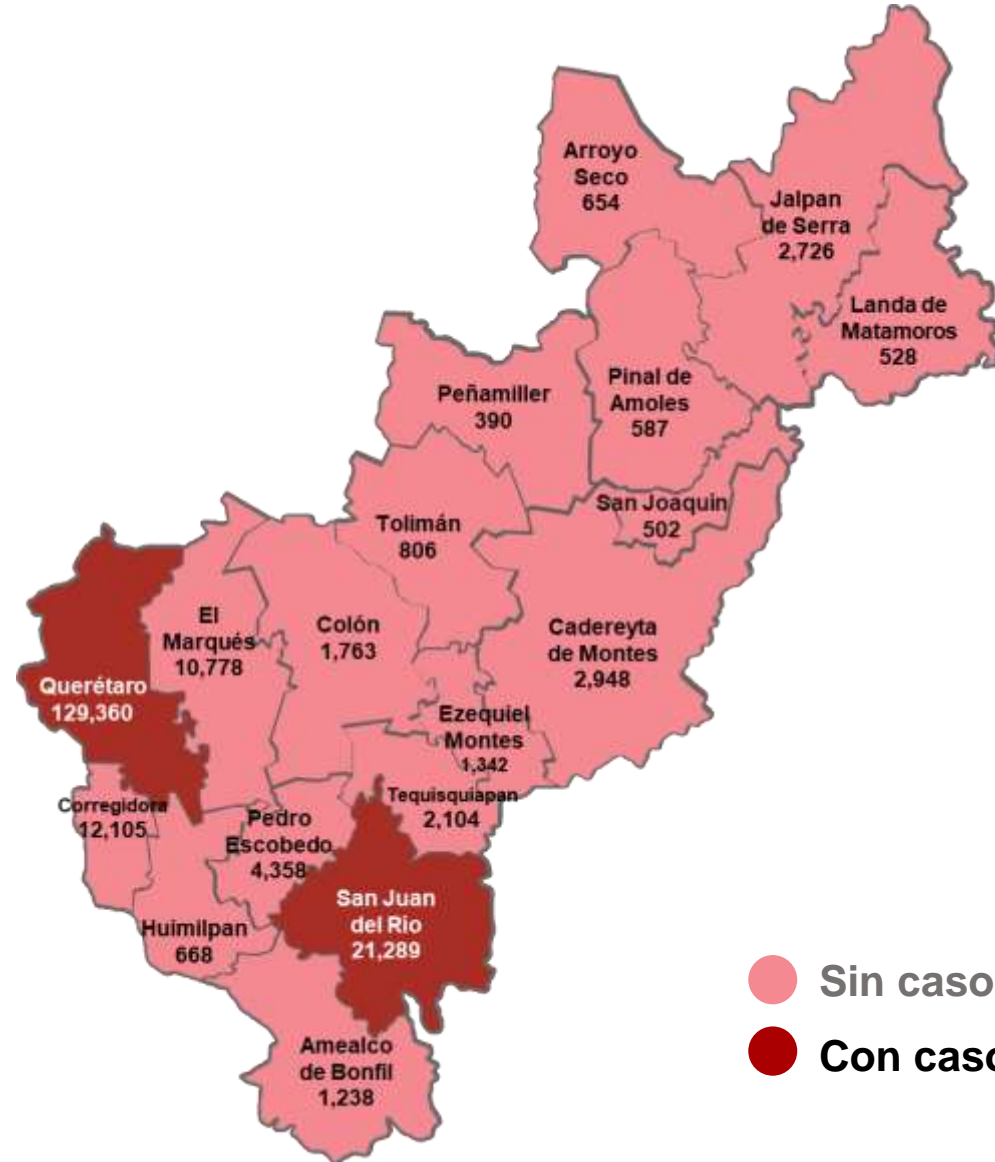 Arroyo
Seco
654
Jalpan
de Serra
2,726
Landa de
Matamoros
528
Peñamiller
390
Pinal de
Amoles
587
San Joaquin
502
Tolimán
806
El
Marqués
10,778
Colón
1,763
Cadereyta
de Montes
2,948
Querétaro
129,360
Ezequiel
Montes
1,342
Corregidora
12,105
Tequisquiapan
2,104
Pedro
Escobedo
4,358
San Juan
del Rio
21,289
Huimilpan
668
Amealco
de Bonfil
1,238
Sin caso
Con caso